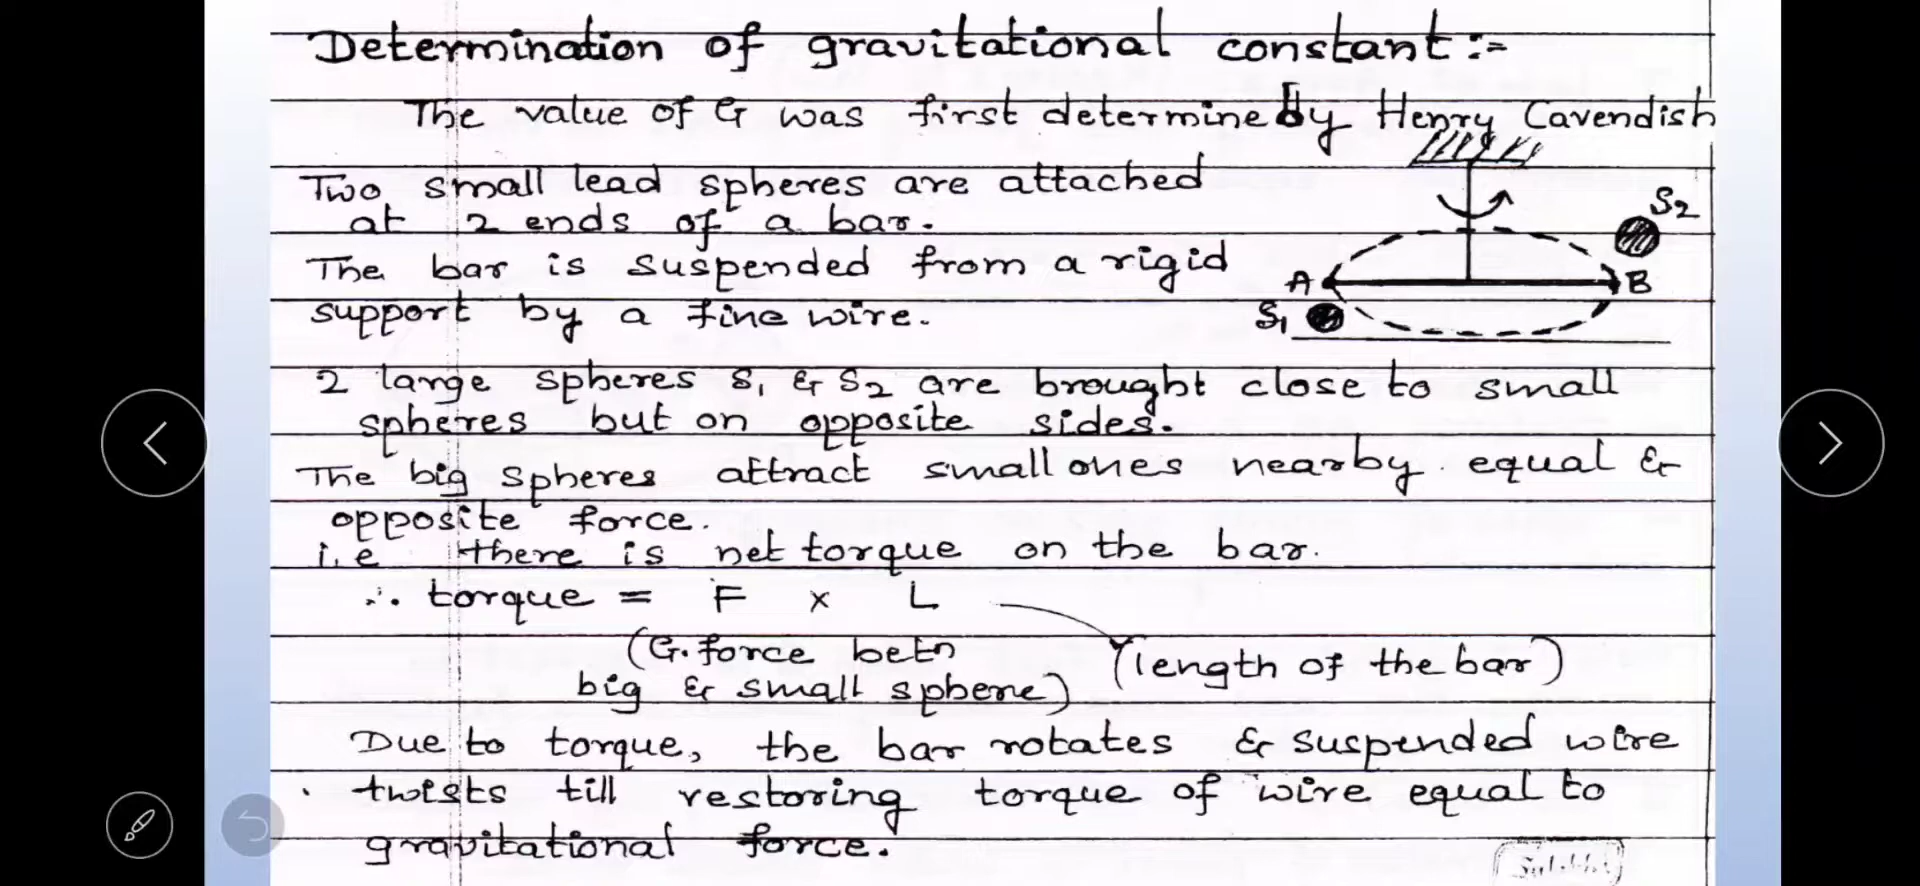 Determination of gravitational constant:-
The value of G was first determine by Henry Cavendish
Two small lead spheres are attached
at 2 ends of a bar.
The bar is suspended from a rigid
support by a fine wire.
S2
A B
S1
2 large spheres S1 & S2 are brought close to small
spheres but on opposite sides.
The big spheres attract small ones nearby equal &
opposite force.
i.e there is net torque on the bar.
∴ torque = F x L
(G. force betn
big & small sphere) (length of the bar)
Due to torque, the bar rotates & suspended wire
twists till restoring torque of wire equal to
gravitational force.